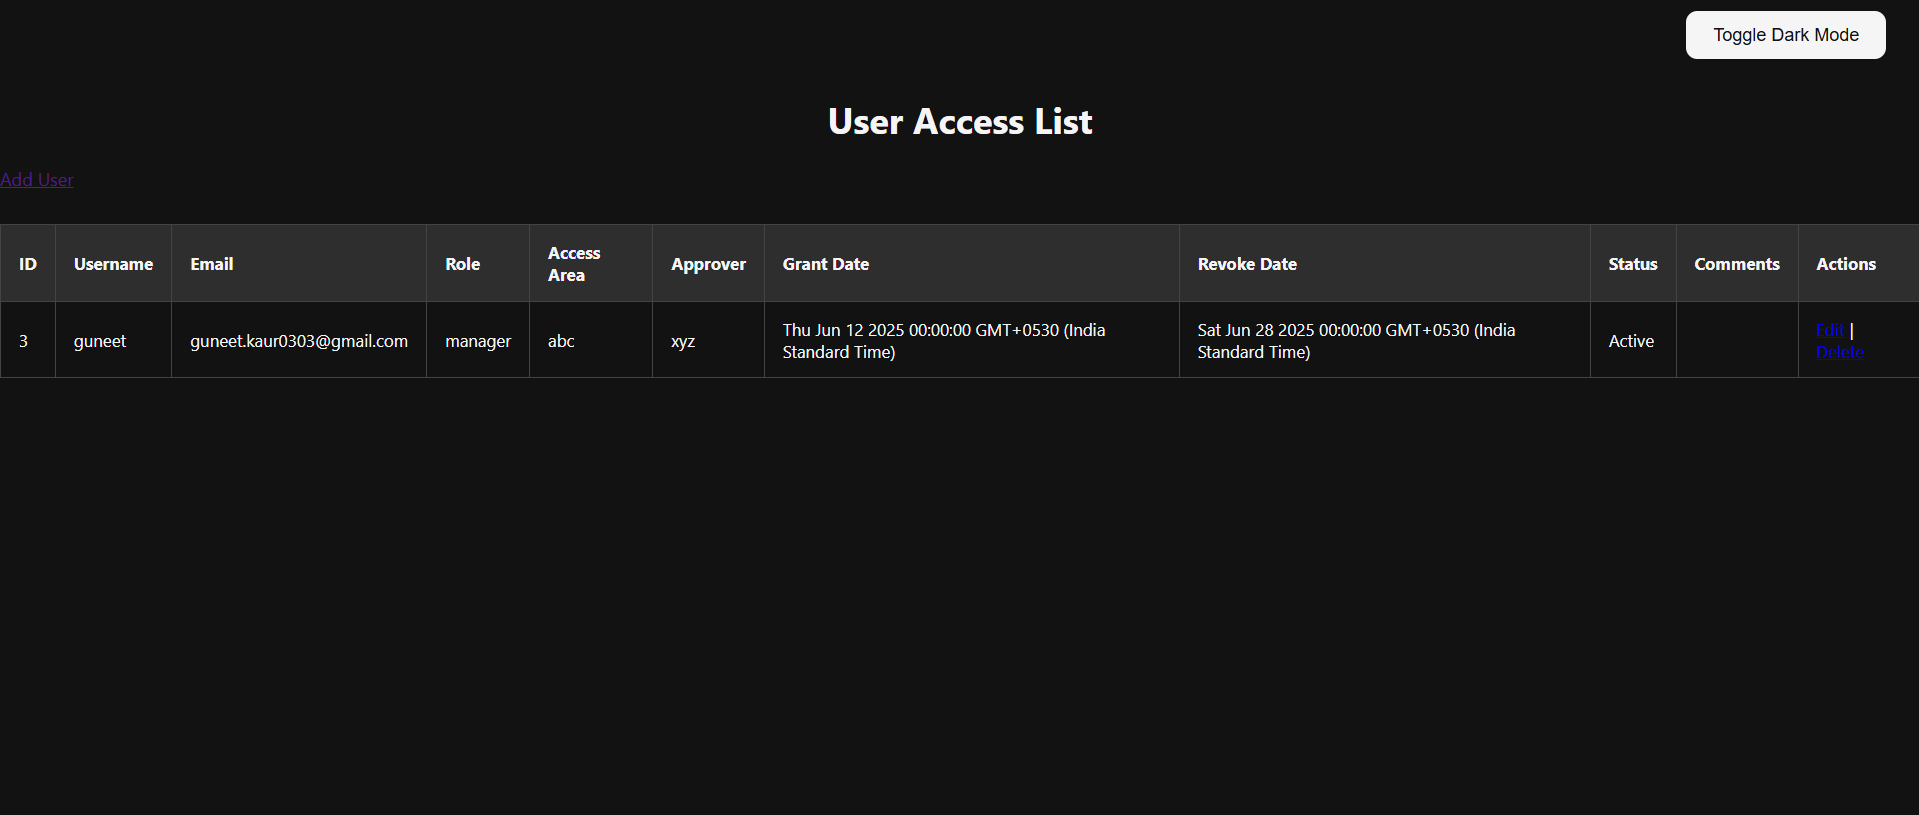 Toggle Dark Mode
User Access List
Add User
ID Username Email Role Access Area Approver Grant Date Revoke Date Status Comments Actions
3 guneet guneet.kaur0303@gmail.com manager abc xyz Thu Jun 12 2025 00:00:00 GMT+0530 (India Standard Time) Sat Jun 28 2025 00:00:00 GMT+0530 (India Standard Time) Active Edit | Delete